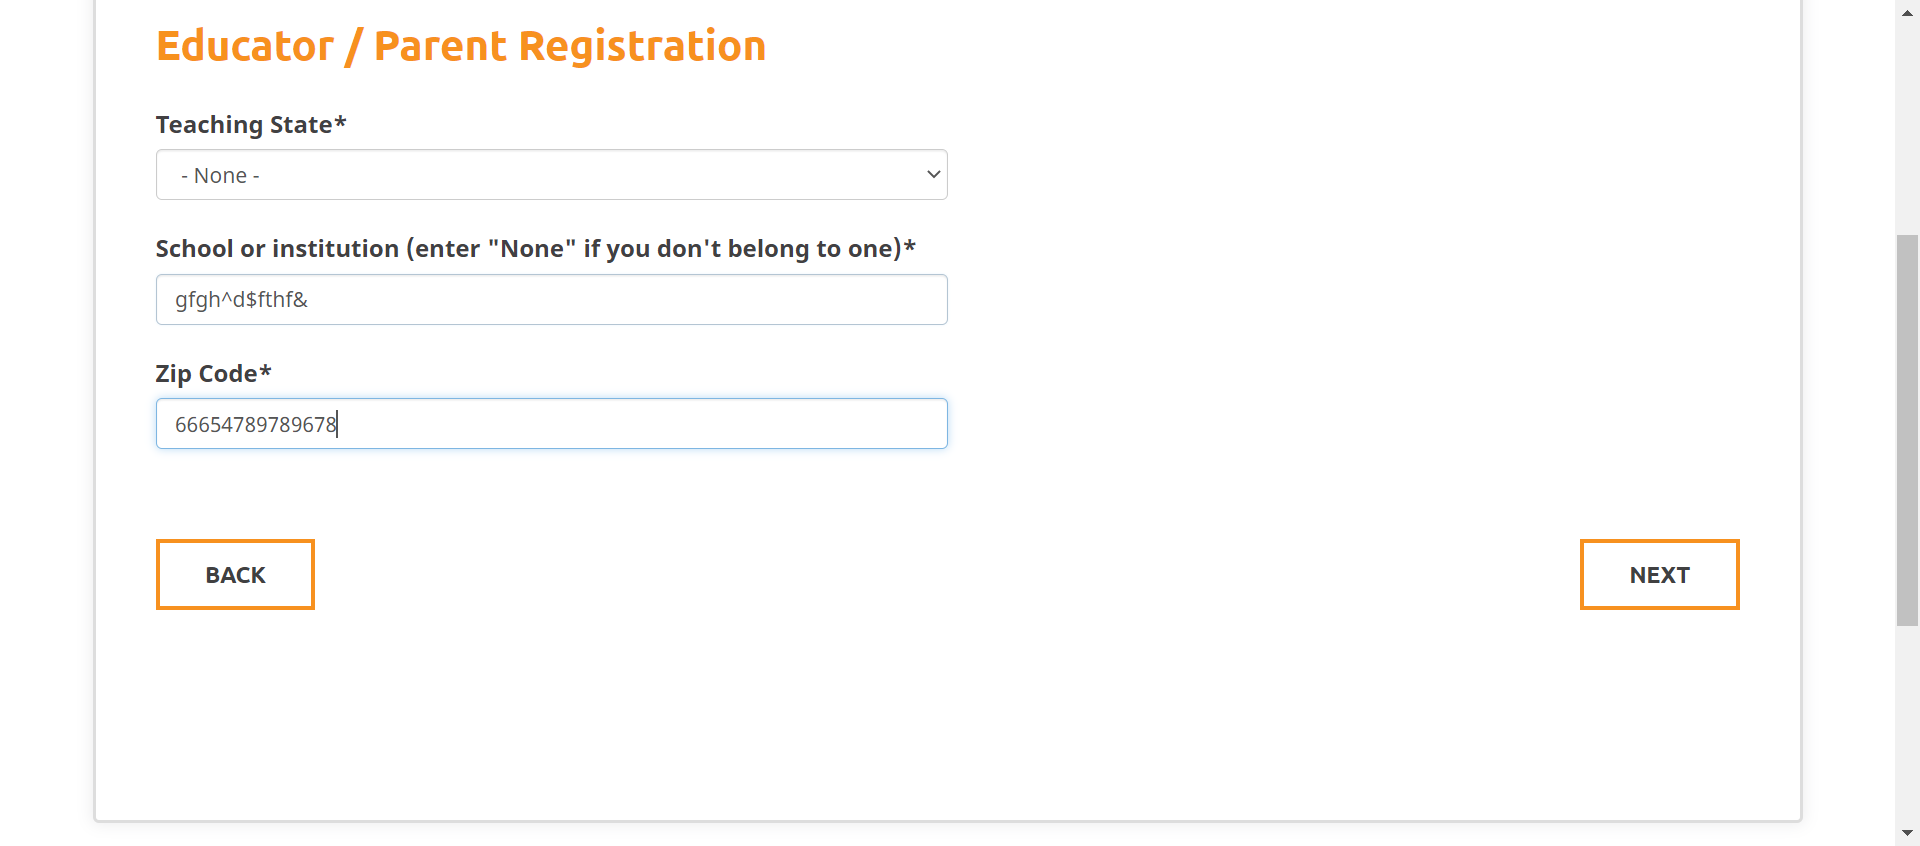 Educator / Parent Registration
Teaching State*
- None -
School or institution (enter "None" if you don't belong to one)*
gfgh^d$fthf&
Zip Code*
66654789789678
BACK
NEXT